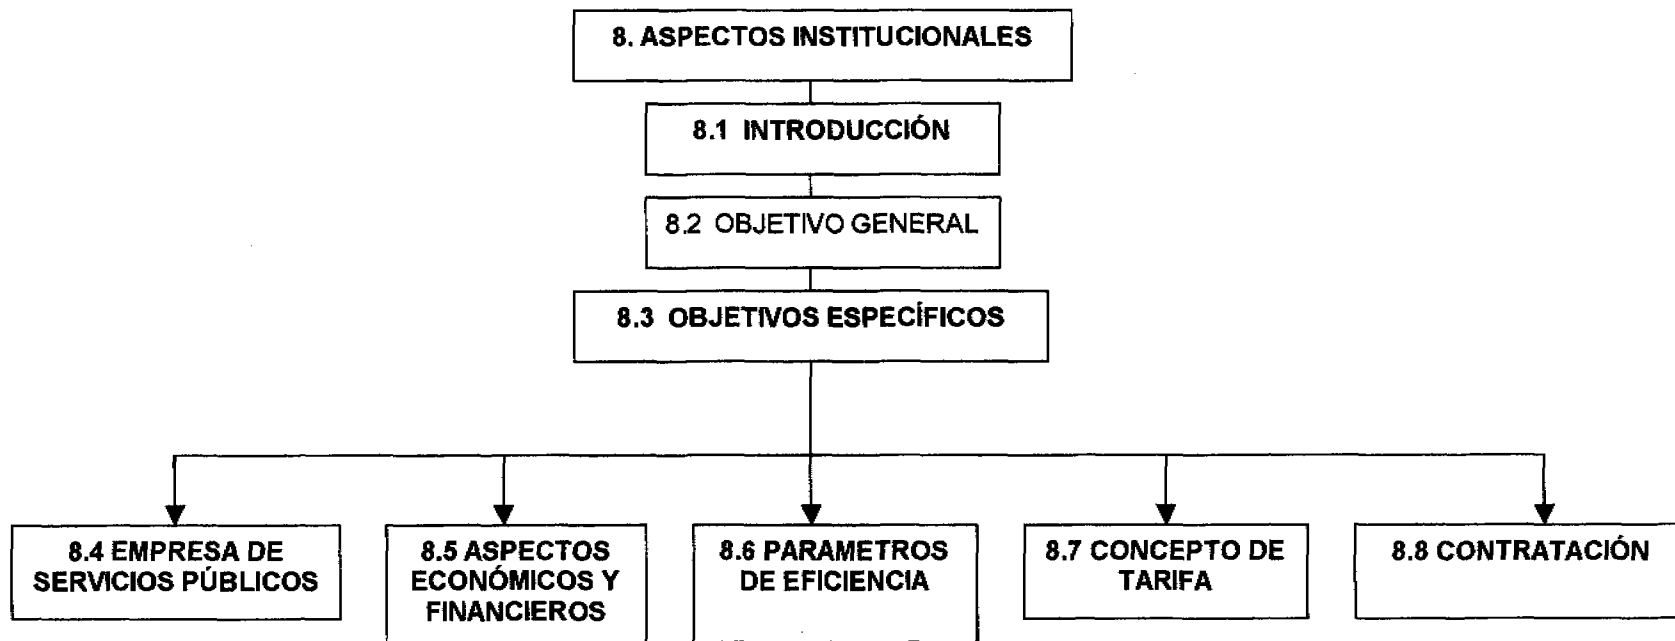 8. ASPECTOS INSTITUCIONALES
8.1 INTRODUCCIÓN
8.2 OBJETIVO GENERAL
8.3 OBJETIVOS ESPECÍFICOS
8.4 EMPRESA DE
SERVICIOS PÚBLICOS
8.5 ASPECTOS
ECONÓMICOS Y
FINANCIEROS
8.6 PARAMETROS
DE EFICIENCIA
8.7 CONCEPTO DE
TARIFA
8.8 CONTRATACIÓN